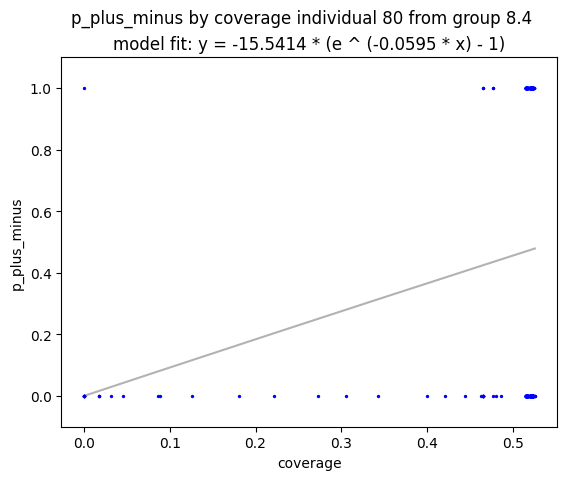 p_plus_minus by coverage individual 80 from group 8.4
model fit: y = -15.5414 * (e ^ (-0.0595 * x) - 1)
1.0
0.8
0.6
0.4
0.2
0.0
p_plus_minus
0.0 0.1 0.2 0.3 0.4 0.5
coverage